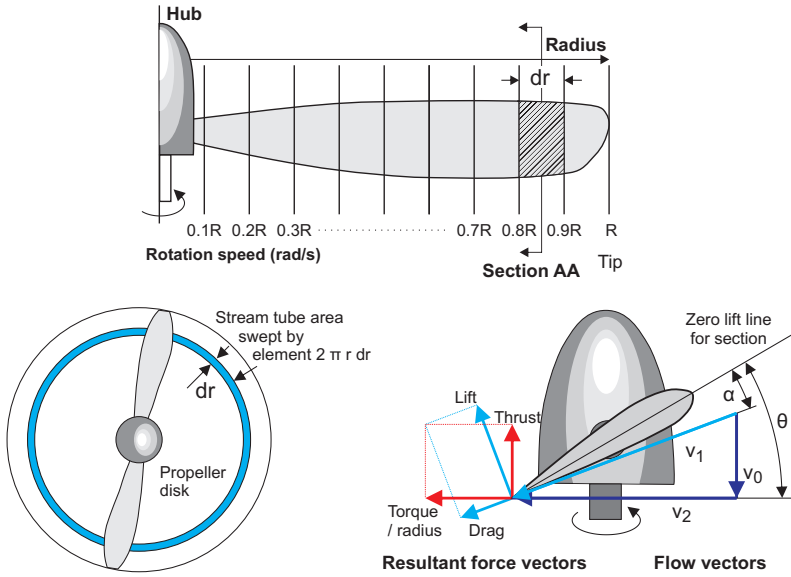 Hub
Radius
dr
0.1R 0.2R 0.3R 0.7R 0.8R 0.9R R
Rotation speed (rad/s)
Section AA
Tip
Stream tube area
swept by
element 2 π r dr
dr
Propeller
disk
Zero lift line
for section
Lift
Thrust
α
θ
v₁
v₀
v₂
Torque
/ radius
Drag
Resultant force vectors
Flow vectors